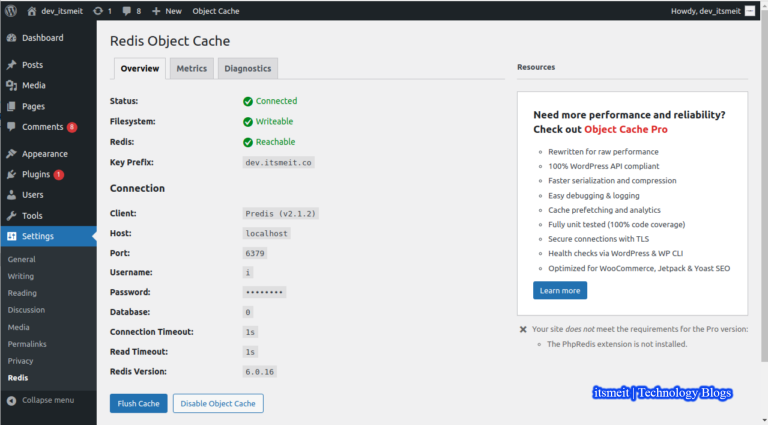 dev_itsmeit 1 8 + New Object Cache Howdy, dev_itsmeit
Dashboard
Posts
Media
Pages
Comments 8
Appearance
Plugins 1
Users
Tools
Settings
General
Writing
Reading
Discussion
Media
Permalinks
Privacy
Redis
Collapse menu
Redis Object Cache
Overview Metrics Diagnostics
Status: Connected
Filesystem: Writeable
Redis: Reachable
Key Prefix: dev.itsmeit.co
Connection
Client: Predis (v2.1.2)
Host: localhost
Port: 6379
Username: i
Password: ••••••••
Database: 0
Connection Timeout: 1s
Read Timeout: 1s
Redis Version: 6.0.16
Flush Cache Disable Object Cache
Resources
Need more performance and reliability?
Check out Object Cache Pro
Rewritten for raw performance
100% WordPress API compliant
Faster serialization and compression
Easy debugging & logging
Cache prefetching and analytics
Fully unit tested (100% code coverage)
Secure connections with TLS
Health checks via WordPress & WP CLI
Optimized for WooCommerce, Jetpack & Yoast SEO
Learn more
Your site does not meet the requirements for the Pro version:
The PhpRedis extension is not installed.
itsmeit | Technology Blogs